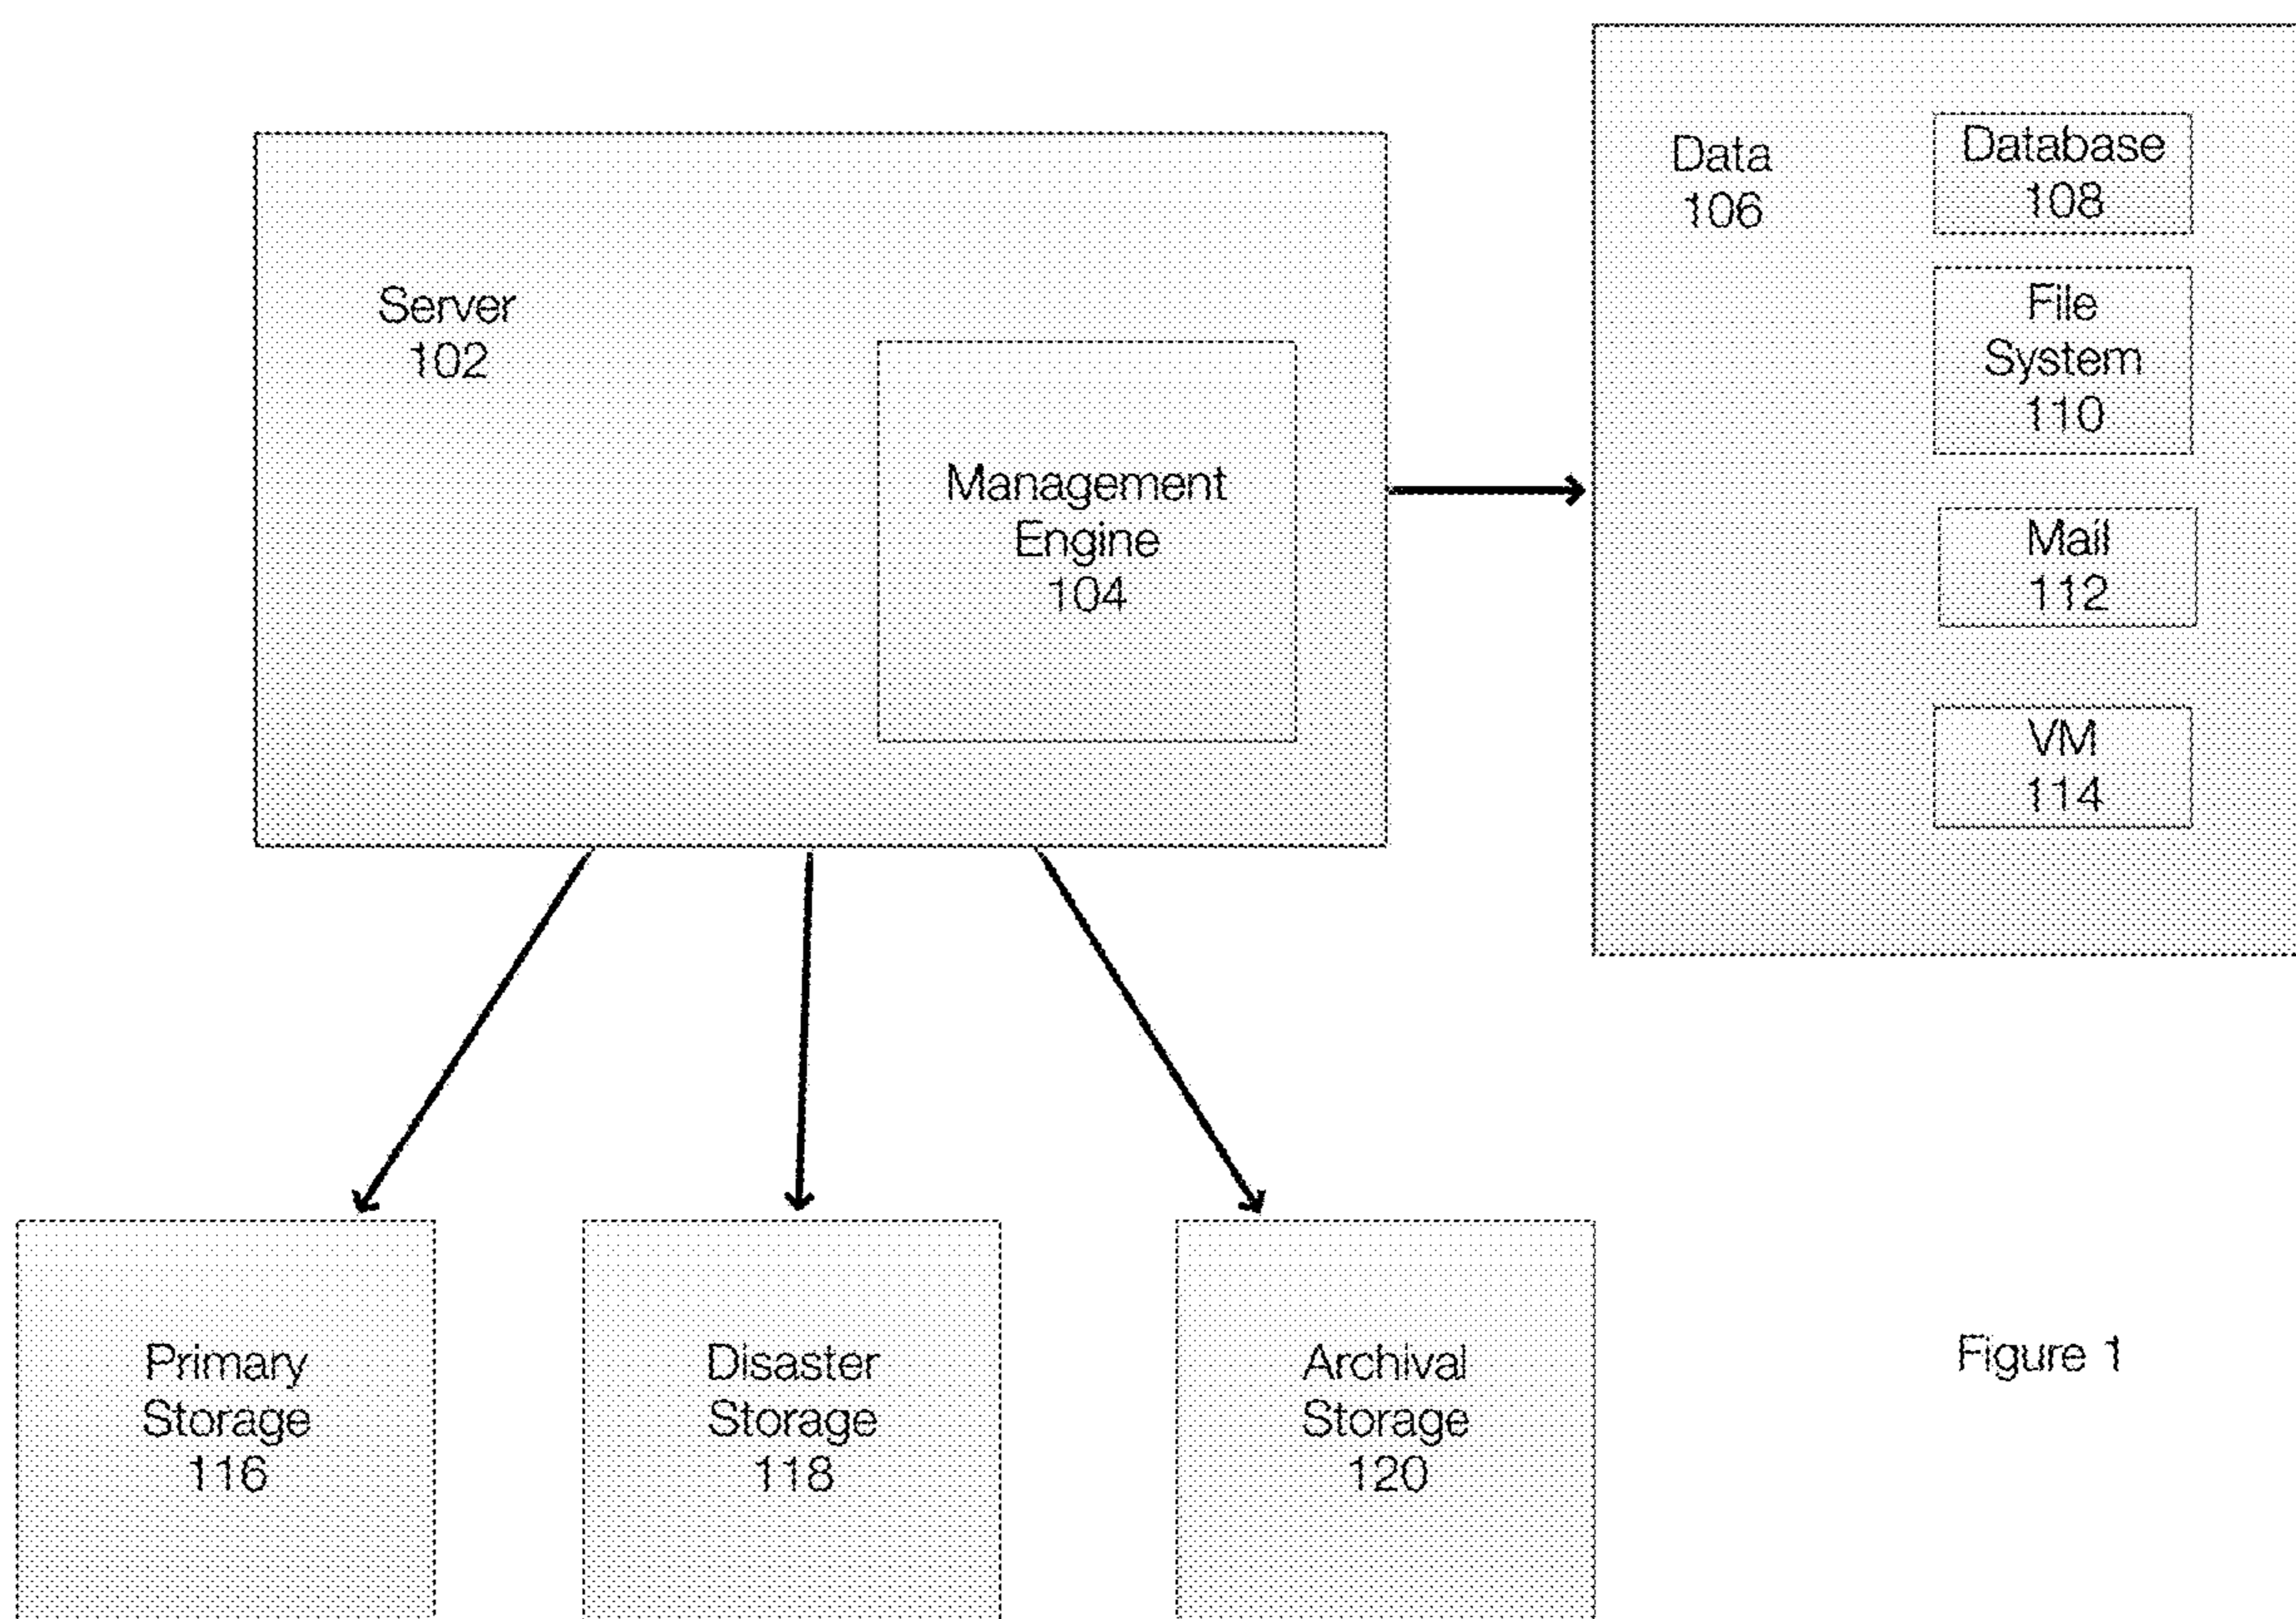 Server
102
Management
Engine
104
Data
106
Database
108
File
System
110
Mail
112
VM
114
Primary
Storage
116
Disaster
Storage
118
Archival
Storage
120
Figure 1